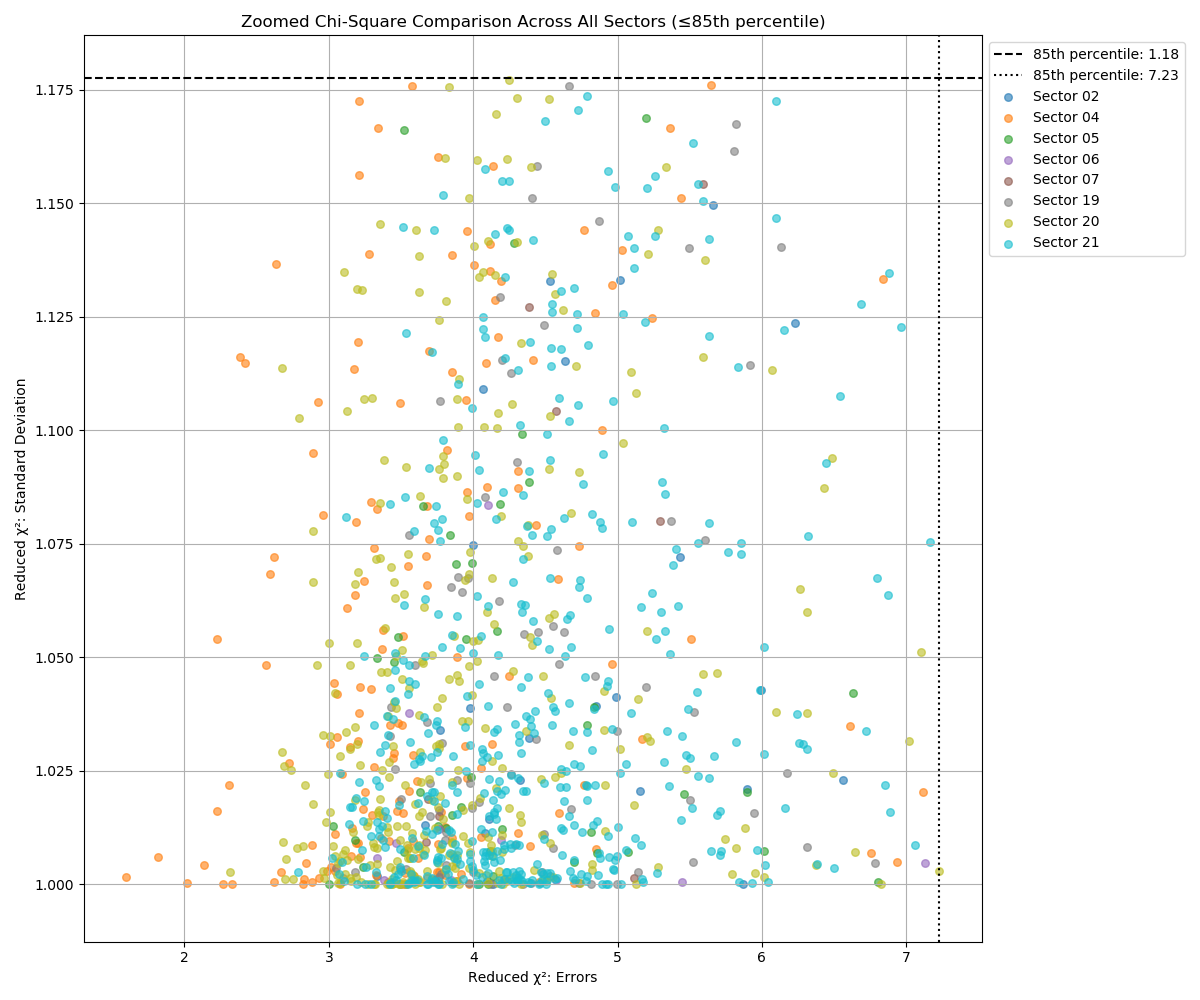 Zoomed Chi-Square Comparison Across All Sectors (≤85th percentile)
85th percentile: 1.18
85th percentile: 7.23
Sector 02
Sector 04
Sector 05
Sector 06
Sector 07
Sector 19
Sector 20
Sector 21
Reduced χ²: Standard Deviation
1.175
1.150
1.125
1.100
1.075
1.050
1.025
1.000
2
3
4
5
6
7
Reduced χ²: Errors